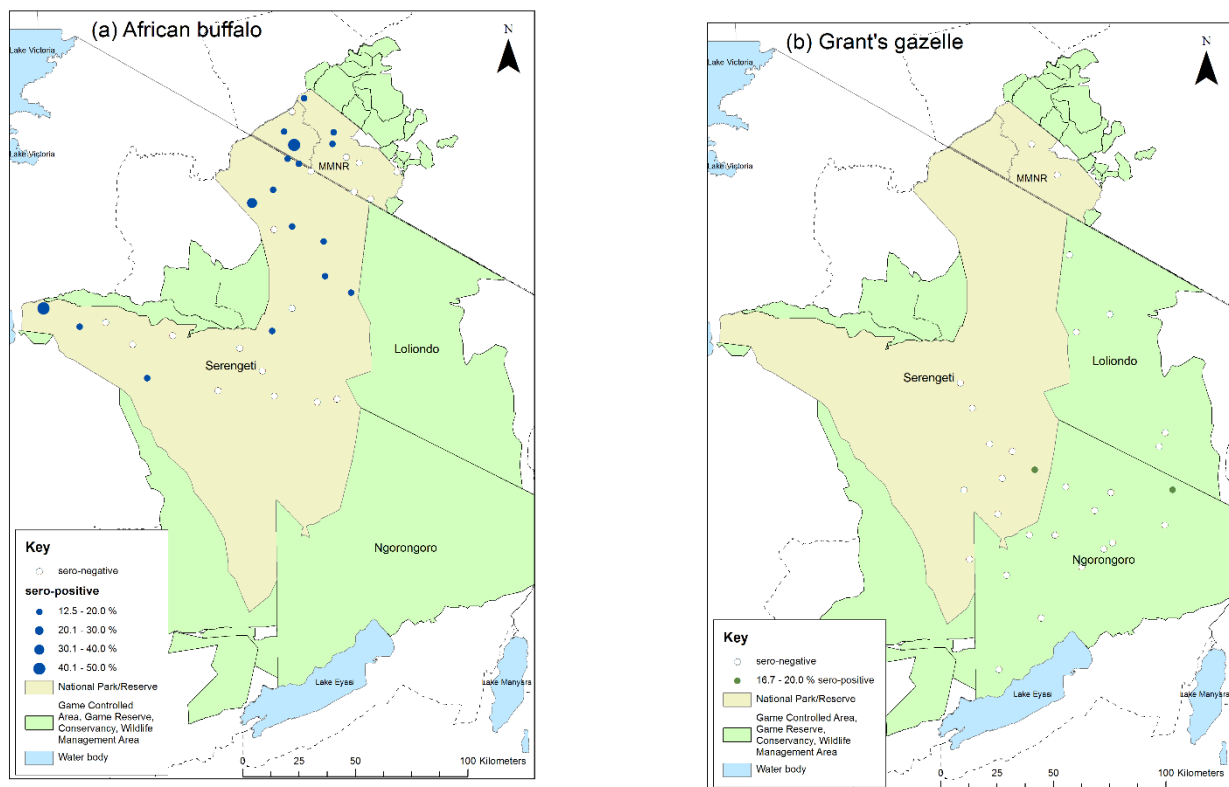 (a) African buffalo
N
Lake Victoria
Lake Victoria
MMNR
Loliondo
Serengeti
Ngorongoro
Lake Eyasi
Lake Manyara
Key
sero-negative
sero-positive
12.5 - 20.0 %
20.1 - 30.0 %
30.1 - 40.0 %
40.1 - 50.0 %
National Park/Reserve
Game Controlled
Area, Game Reserve,
Conservancy, Wildlife
Management Area
Water body
0 25 50 100 Kilometers
(b) Grant's gazelle
N
Lake Victoria
Lake Victoria
MMNR
Loliondo
Serengeti
Ngorongoro
Lake Eyasi
Lake Manyara
Key
sero-negative
16.7 - 20.0 % sero-positive
National Park/Reserve
Game Controlled Area,
Game Reserve,
Conservancy, Wildlife
Management Area
Water body
0 25 50 100 Kilometers